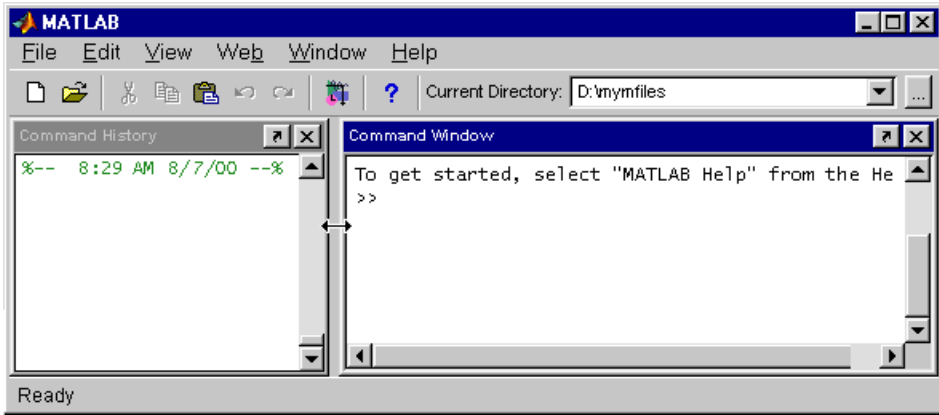 MATLAB
File Edit View Web Window Help
? Current Directory: D:\mymfiles ...
Command History
Command Window
%-- 8:29 AM 8/7/00 --%
To get started, select "MATLAB Help" from the He
>>
Ready